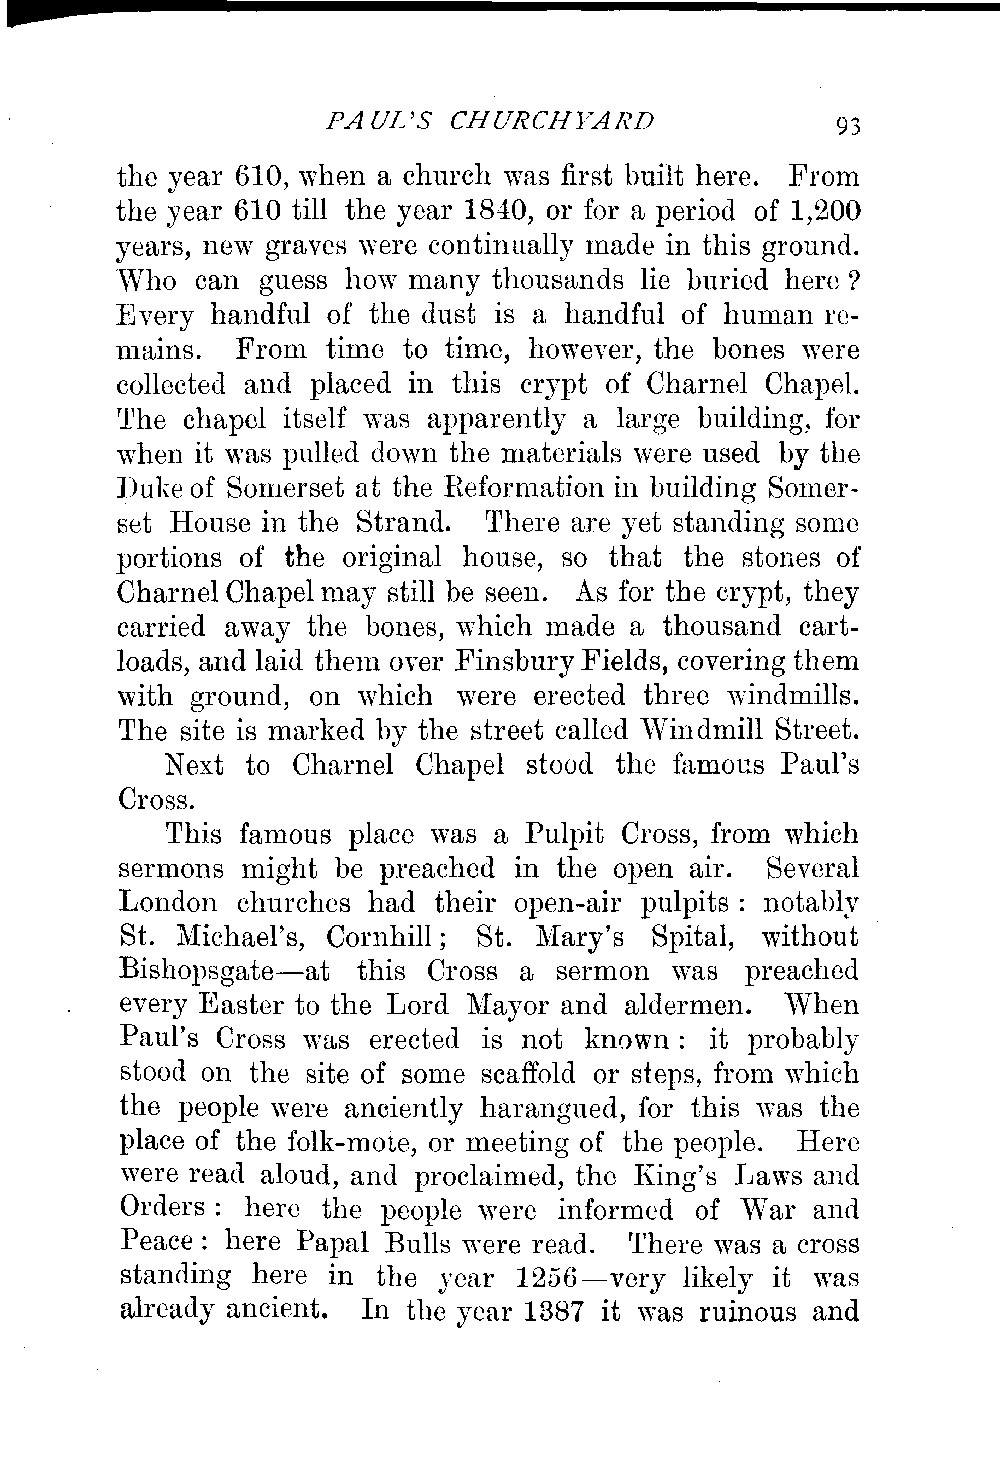 PAUL'S CHURCHYARD 93
the year 610, when a church was first built here. From
the year 610 till the year 1840, or for a period of 1,200
years, new graves were continually made in this ground.
Who can guess how many thousands lie buried here?
Every handful of the dust is a handful of human re-
mains. From time to time, however, the bones were
collected and placed in this crypt of Charnel Chapel.
The chapel itself was apparently a large building, for
when it was pulled down the materials were used by the
Duke of Somerset at the Reformation in building Somer-
set House in the Strand. There are yet standing some
portions of the original house, so that the stones of
Charnel Chapel may still be seen. As for the crypt, they
carried away the bones, which made a thousand cart-
loads, and laid them over Finsbury Fields, covering them
with ground, on which were erected three windmills.
The site is marked by the street called Windmill Street.
Next to Charnel Chapel stood the famous Paul's
Cross.
This famous place was a Pulpit Cross, from which
sermons might be preached in the open air. Several
London churches had their open-air pulpits : notably
St. Michael's, Cornhill ; St. Mary's Spital, without
Bishopsgate—at this Cross a sermon was preached
every Easter to the Lord Mayor and aldermen. When
Paul's Cross was erected is not known : it probably
stood on the site of some scaffold or steps, from which
the people were anciently harangued, for this was the
place of the folk-mote, or meeting of the people. Here
were read aloud, and proclaimed, the King's Laws and
Orders : here the people were informed of War and
Peace : here Papal Bulls were read. There was a cross
standing here in the year 1256—very likely it was
already ancient. In the year 1387 it was ruinous and